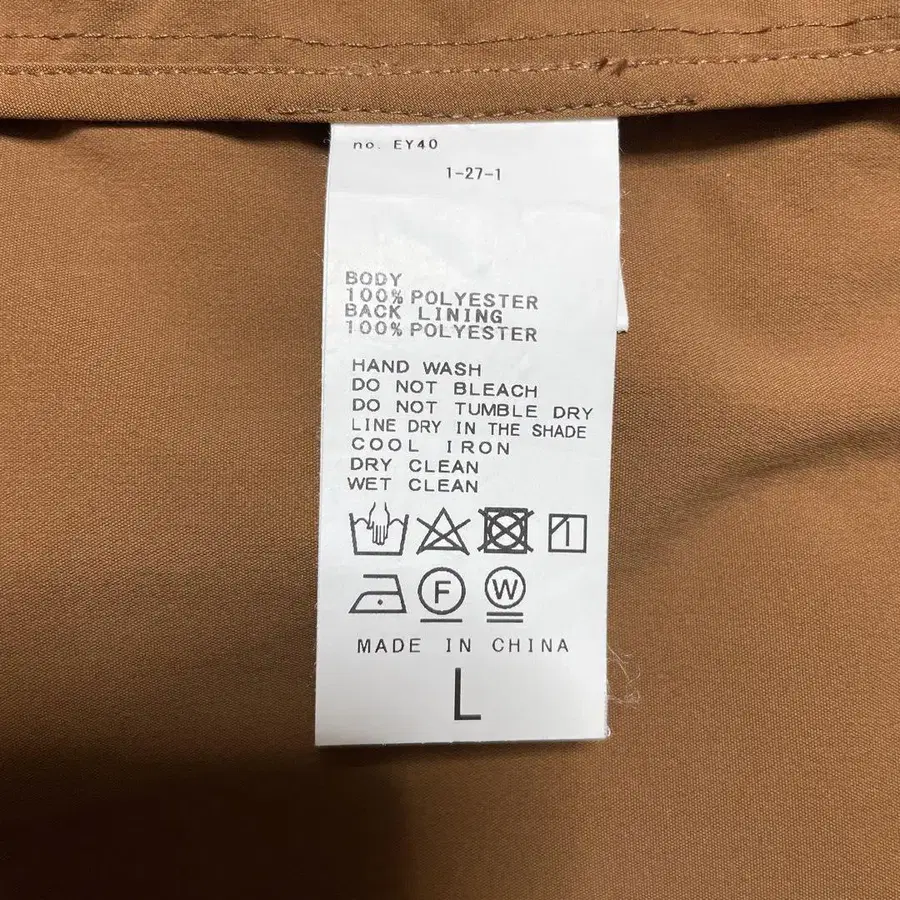 no. EY40
1-27-1
BODY
100% POLYESTER
BACK LINING
100% POLYESTER
HAND WASH
DO NOT BLEACH
DO NOT TUMBLE DRY
LINE DRY IN THE SHADE
COOL IRON
DRY CLEAN
WET CLEAN
F W
MADE IN CHINA
L